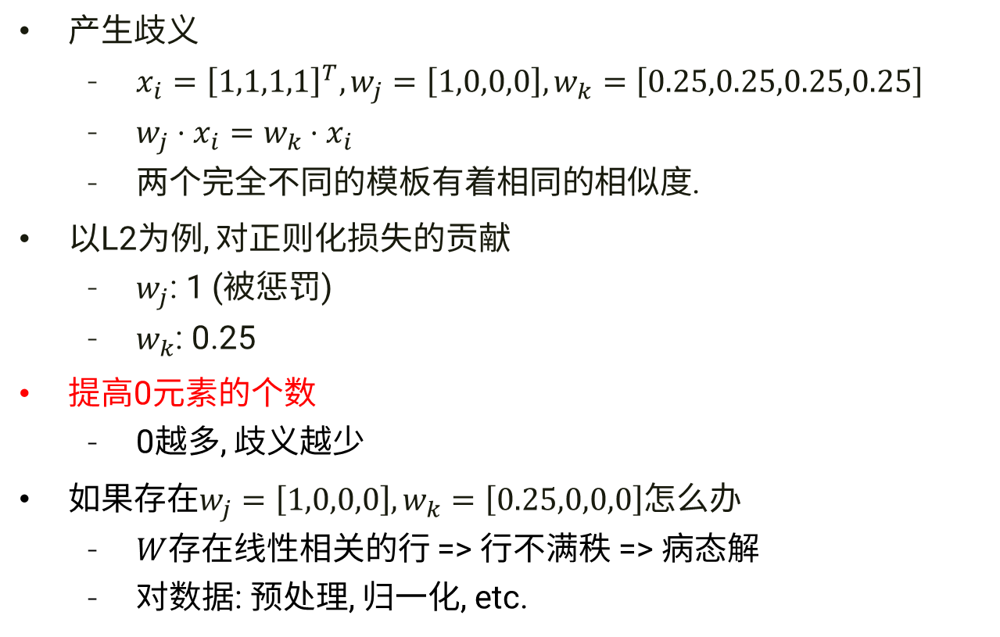 • 产生歧义
- $x_i = [1,1,1,1]^T, w_j = [1,0,0,0], w_k = [0.25,0.25,0.25,0.25]$
- $w_j \cdot x_i = w_k \cdot x_i$
- 两个完全不同的模板有着相同的相似度.
• 以L2为例, 对正则化损失的贡献
- $w_j$: 1 (被惩罚)
- $w_k$: 0.25
• 提高0元素的个数
- 0越多, 歧义越少
• 如果存在$w_j = [1,0,0,0], w_k = [0.25,0,0,0]$怎么办
- $W$存在线性相关的行 => 行不满秩 => 病态解
- 对数据: 预处理, 归一化, etc.